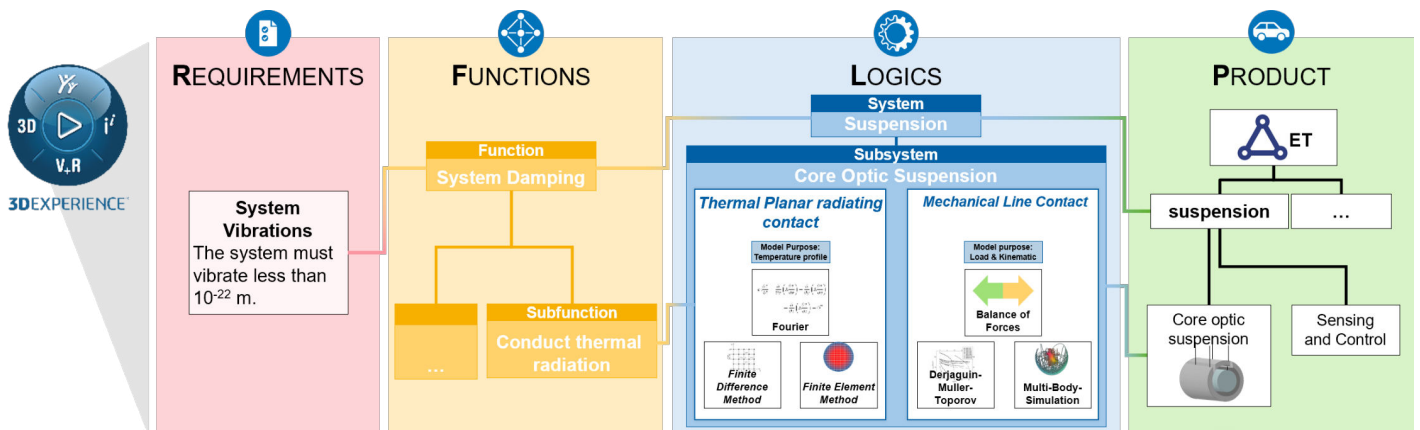 REQUIREMENTS
FUNCTIONS
LOGICS
PRODUCT
3D
i
V+R
3DEXPERIENCE
System
Vibrations
The system must
vibrate less than
10-22 m.
Function
System Damping
…
Subfunction
Conduct thermal
radiation
System
Suspension
Subsystem
Core Optic Suspension
Thermal Planar radiating
contact
Model Purpose:
Temperature profile
Fourier
Finite
Difference
Method
Finite Element
Method
Mechanical Line Contact
Model purpose:
Load & Kinematic
Balance of
Forces
Derjaguin-
Muller-
Toporov
Multi-Body-
Simulation
ET
suspension
…
Core optic
suspension
Sensing
and Control